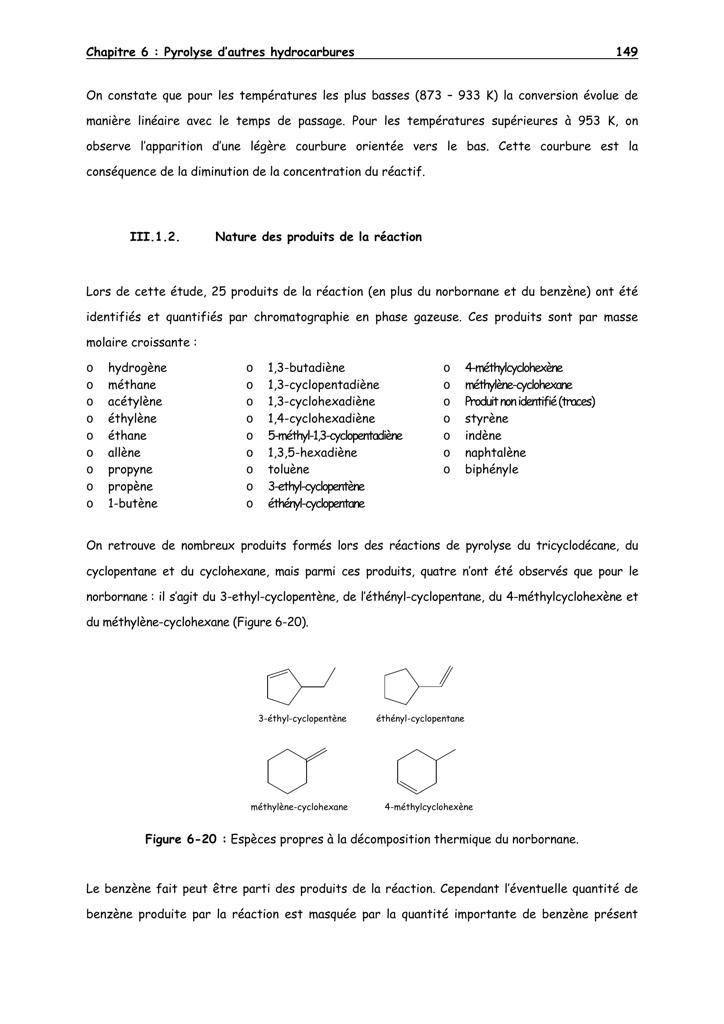 Chapitre 6 : Pyrolyse d’autres hydrocarbures 149
On constate que pour les températures les plus basses (873 – 933 K) la conversion évolue de
manière linéaire avec le temps de passage. Pour les températures supérieures à 953 K, on
observe l’apparition d’une légère courbure orientée vers le bas. Cette courbure est la
conséquence de la diminution de la concentration du réactif.
III.1.2. Nature des produits de la réaction
Lors de cette étude, 25 produits de la réaction (en plus du norbornane et du benzène) ont été
identifiés et quantifiés par chromatographie en phase gazeuse. Ces produits sont par masse
molaire croissante :
o hydrogène
o méthane
o acétylène
o éthylène
o éthane
o allène
o propyne
o propène
o 1-butène
o 1,3-butadiène
o 1,3-cyclopentadiène
o 1,3-cyclohexadiène
o 1,4-cyclohexadiène
o 5-méthyl-1,3-cyclopentadiène
o 1,3,5-hexadiène
o toluène
o 3-ethyl-cyclopentène
o éthényl-cyclopentane
o 4-méthylcyclohexène
o méthylène-cyclohexane
o Produit non identifié (traces)
o styrène
o indène
o naphtalène
o biphényle
On retrouve de nombreux produits formés lors des réactions de pyrolyse du tricyclodécane, du
cyclopentane et du cyclohexane, mais parmi ces produits, quatre n’ont été observés que pour le
norbornane : il s’agit du 3-ethyl-cyclopentène, de l’éthényl-cyclopentane, du 4-méthylcyclohexène et
du méthylène-cyclohexane (Figure 6-20).
3-éthyl-cyclopentène éthényl-cyclopentane
méthylène-cyclohexane 4-méthylcyclohexène
Figure 6-20 : Espèces propres à la décomposition thermique du norbornane.
Le benzène fait peut être parti des produits de la réaction. Cependant l’éventuelle quantité de
benzène produite par la réaction est masquée par la quantité importante de benzène présent